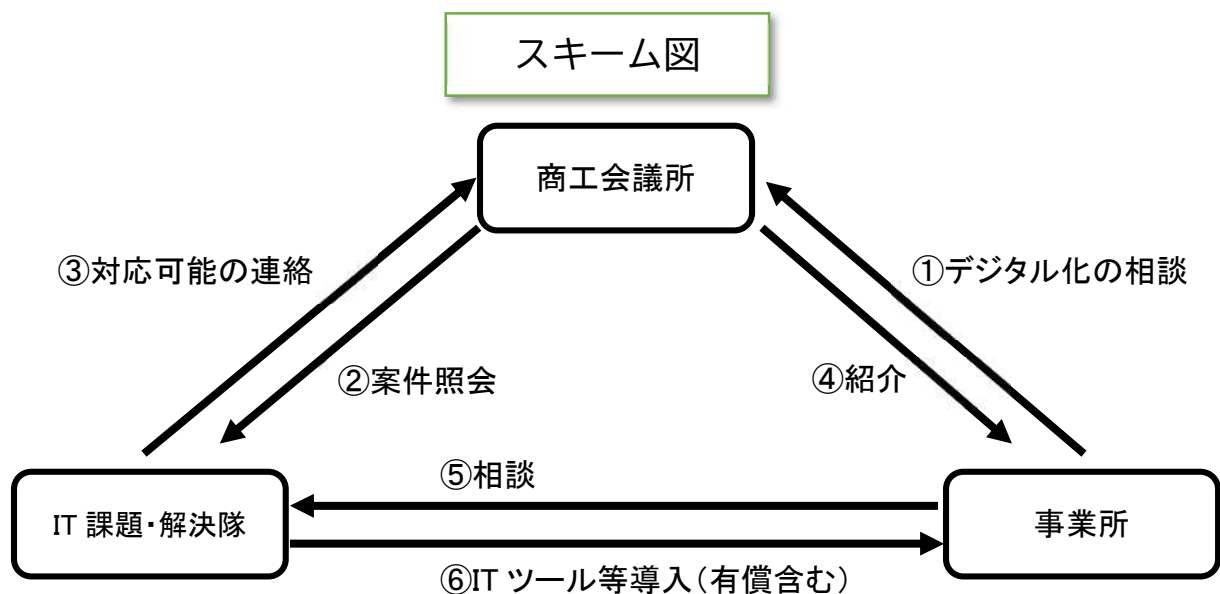 スキーム図
商工会議所
③対応可能の連絡
①デジタル化の相談
②案件照会
④紹介
⑤相談
IT 課題・解決隊
事業所
⑥IT ツール等導入(有償含む)